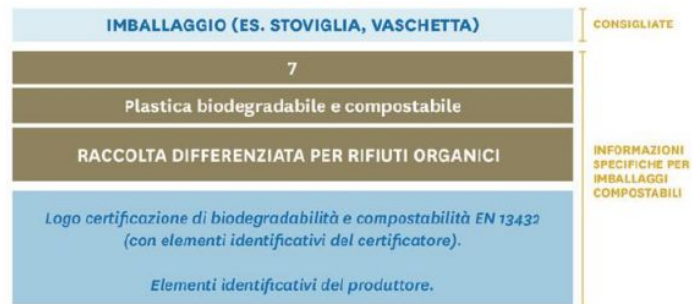 IMBALLAGGIO (ES. STOVIGLIA, VASCHETTA)
CONSIGLIATE
7
Plastica biodegradabile e compostabile
RACCOLTA DIFFERENZIATA PER RIFIUTI ORGANICI
INFORMAZIONI
SPECIFICHE PER
IMBALLAGGI
COMPOSTABILI
Logo certificazione di biodegradabilità e compostabilità EN 13432
(con elementi identificativi del certificatore).
Elementi identificativi del produttore.